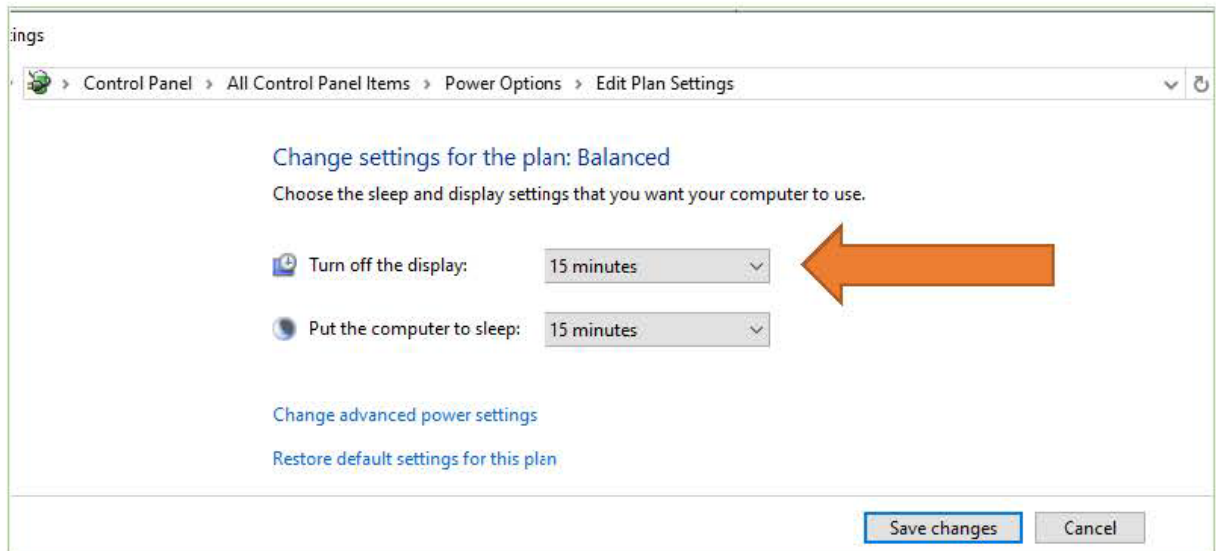 ings
Control Panel > All Control Panel Items > Power Options > Edit Plan Settings
Change settings for the plan: Balanced
Choose the sleep and display settings that you want your computer to use.
Turn off the display: 15 minutes
Put the computer to sleep: 15 minutes
Change advanced power settings
Restore default settings for this plan
Save changes Cancel